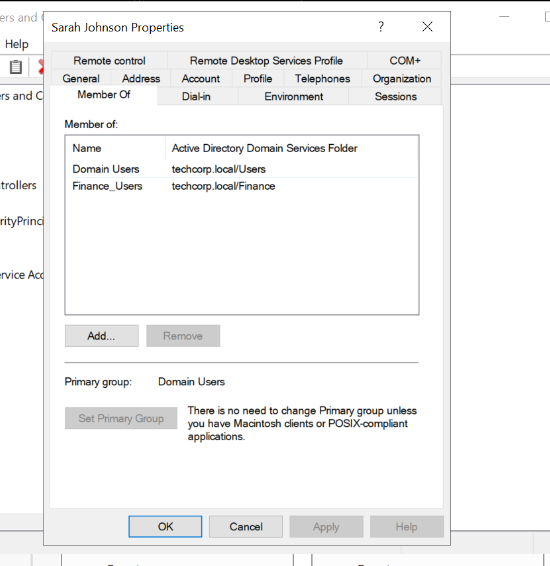 Sarah Johnson Properties
ers and C
Help
Remote control Remote Desktop Services Profile COM+
General Address Account Profile Telephones Organization
Member Of Dial-in Environment Sessions
ers and C
Member of:
Name Active Directory Domain Services Folder
Domain Users techcorp.local/Users
Finance_Users techcorp.local/Finance
ntrollers
rityPrinci
ervice Acc
Add... Remove
Primary group: Domain Users
Set Primary Group
There is no need to change Primary group unless
you have Macintosh clients or POSIX-compliant
applications.
OK Cancel Apply Help